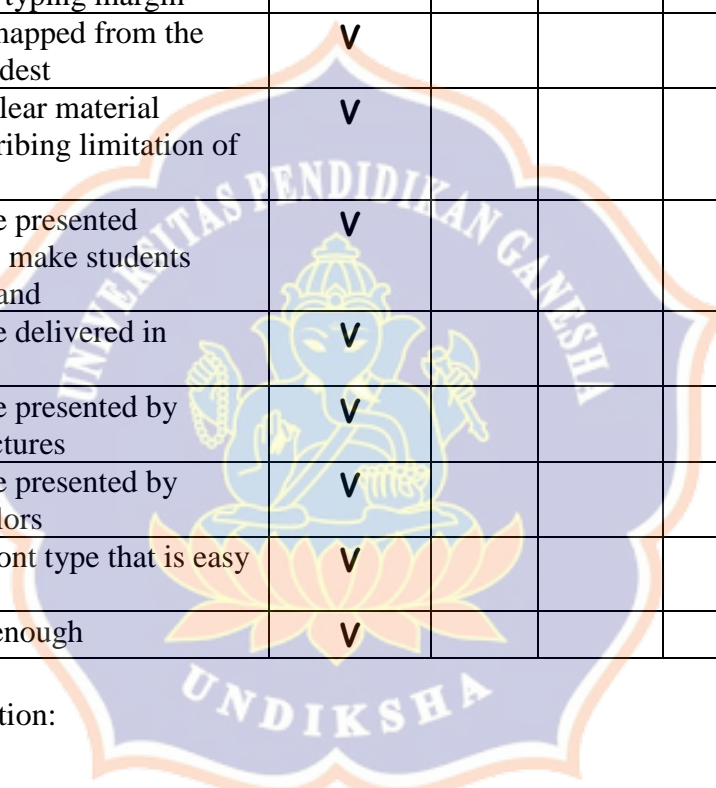 typing margin
mapped from the V
dest
lear material V
ribing limitation of
e presented V
make students
and
e delivered in V
e presented by V
ctures
e presented by V
lors
ont type that is easy V
enough V
tion:
UNIVERSITAS PENDIDIKAN GANESHA
UNDIKSHA